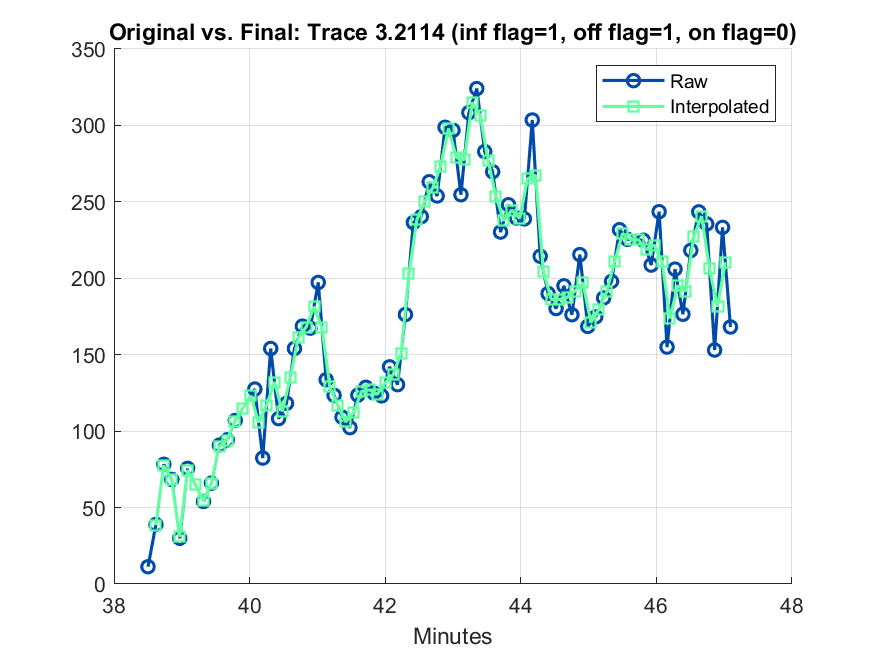 Original vs. Final: Trace 3.2114 (inf flag=1, off flag=1, on flag=0)
350
300
250
200
150
100
50
0
Raw
Interpolated
38 40 42 44 46 48
Minutes